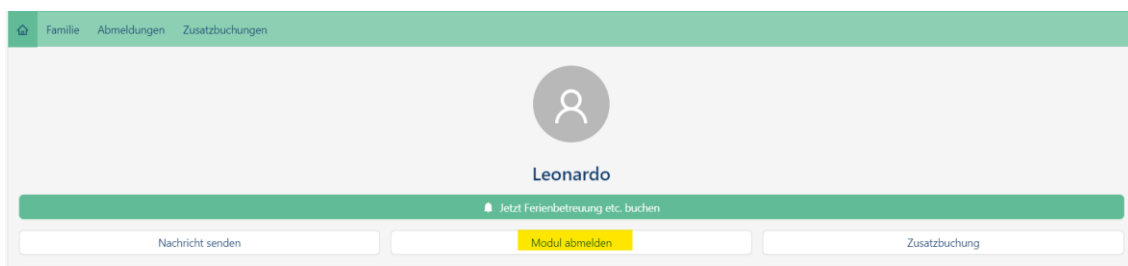 Familie Abmeldungen Zusatzbuchungen
Leonardo
Jetzt Ferienbetreuung etc. buchen
Nachricht senden Modul abmelden Zusatzbuchung